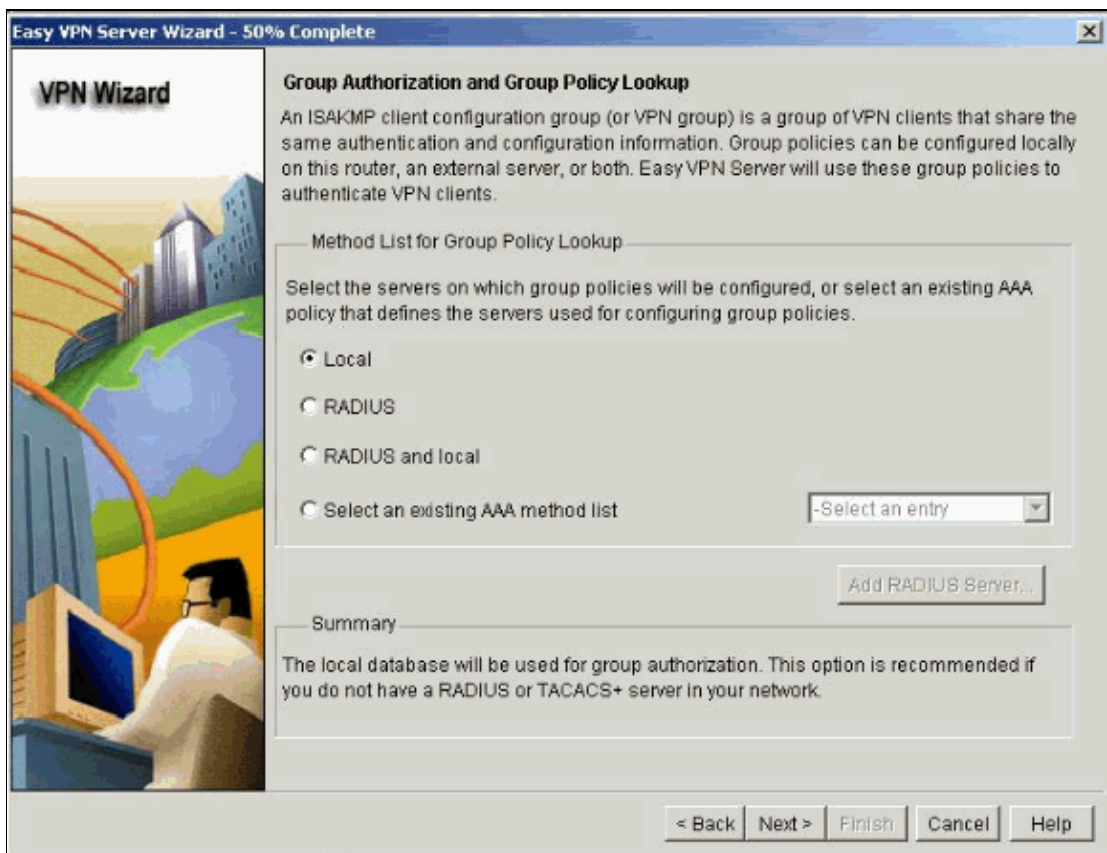 Easy VPN Server Wizard - 50% Complete
VPN Wizard
Group Authorization and Group Policy Lookup
An ISAKMP client configuration group (or VPN group) is a group of VPN clients that share the
same authentication and configuration information. Group policies can be configured locally
on this router, an external server, or both. Easy VPN Server will use these group policies to
authenticate VPN clients.
Method List for Group Policy Lookup
Select the servers on which group policies will be configured, or select an existing AAA
policy that defines the servers used for configuring group policies.
Local
RADIUS
RADIUS and local
Select an existing AAA method list
-Select an entry
Add RADIUS Server...
Summary
The local database will be used for group authorization. This option is recommended if
you do not have a RADIUS or TACACS+ server in your network.
< Back
Next >
Finish
Cancel
Help